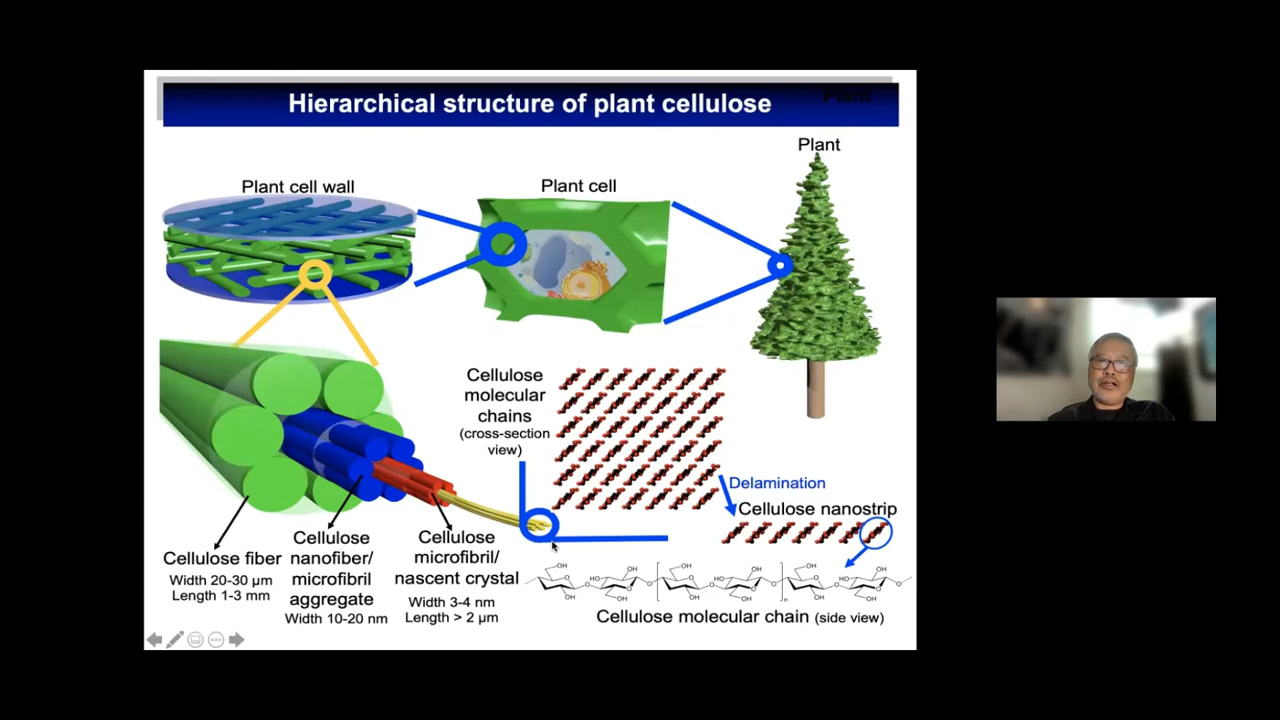 Hierarchical structure of plant cellulose
Plant
Plant
Plant cell wall
Plant cell
Cellulose
molecular
chains
(cross-section
view)
Delamination
Cellulose nanostrip
Cellulose fiber
Width 20-30 µm
Length 1-3 mm
Cellulose
nanofiber/
microfibril
aggregate
Width 10-20 nm
Cellulose
microfibril/
nascent crystal
Width 3-4 nm
Length > 2 µm
Cellulose molecular chain (side view)